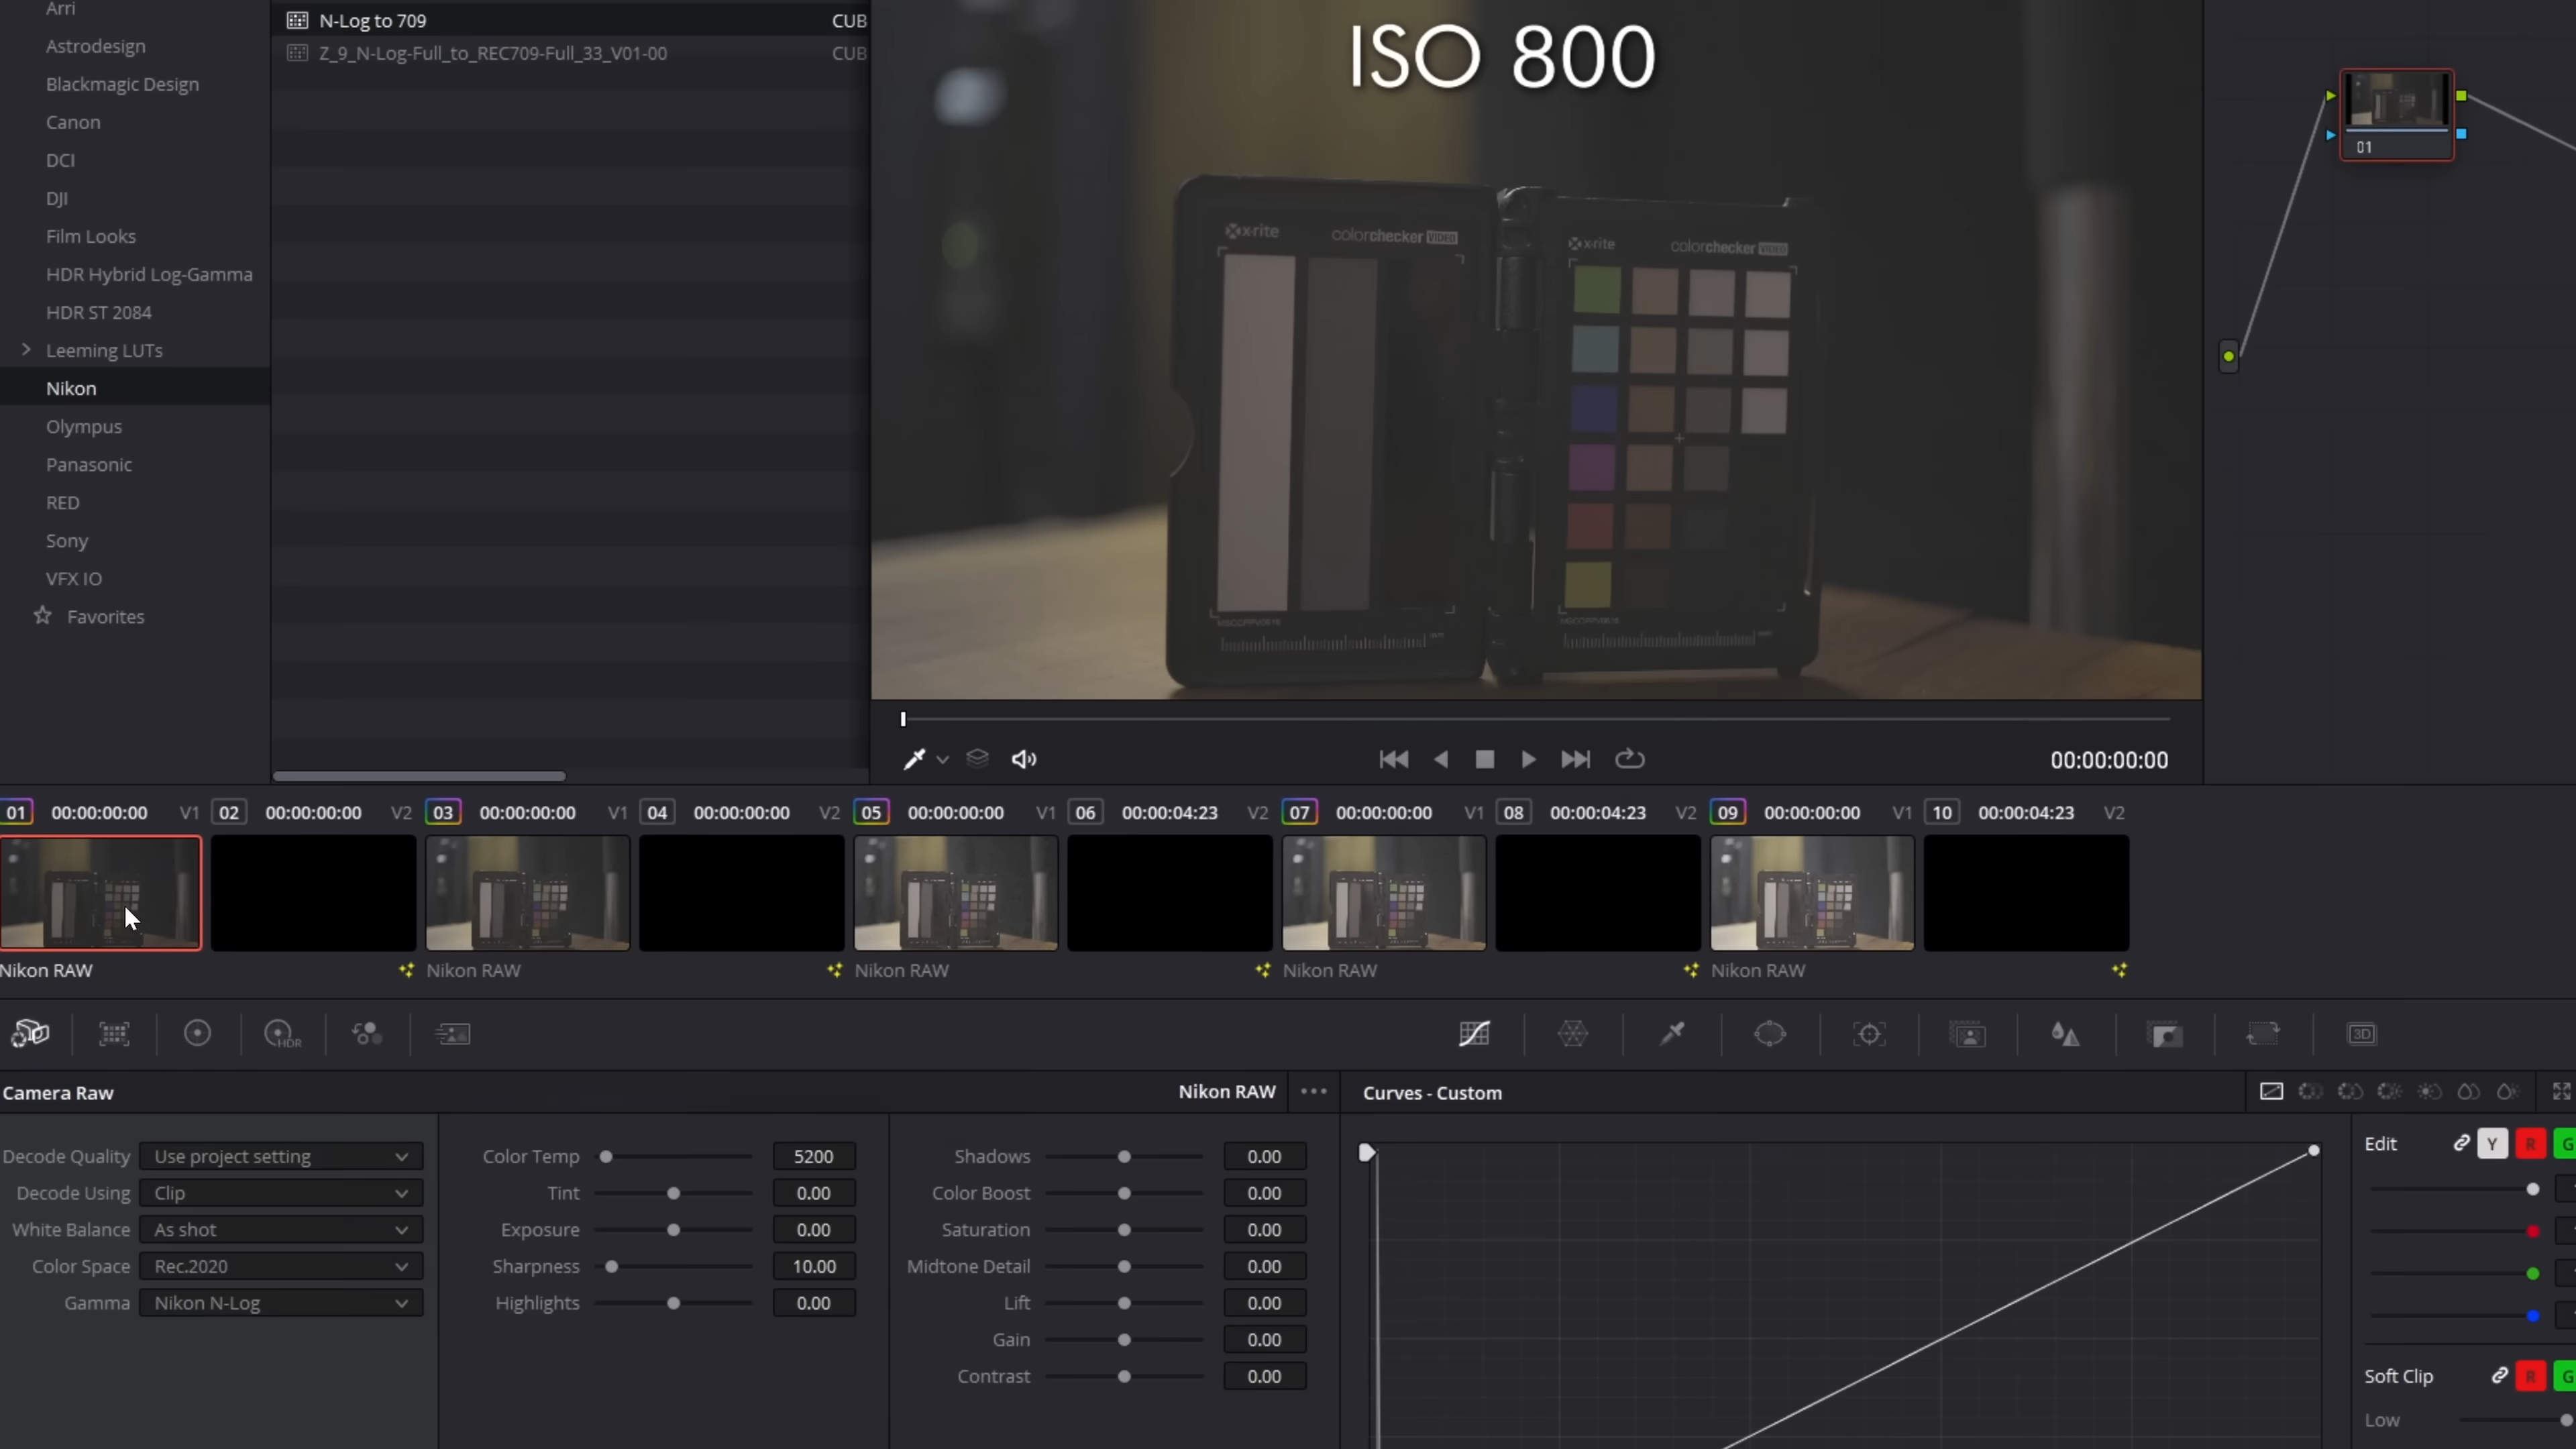 Arri
Astrodesign
Blackmagic Design
Canon
DCI
DJI
Film Looks
HDR Hybrid Log-Gamma
HDR ST 2084
Leeming LUTs
Nikon
Olympus
Panasonic
RED
Sony
VFX IO
Favorites
N-Log to 709 CUB
Z_9_N-Log-Full_to_REC709-Full_33_V01-00 CUB
ISO 800
x-rite colorchecker VIDEO
x-rite colorchecker VIDEO
01
00:00:00:00
01 00:00:00:00 V1 02 00:00:00:00 V2 03 00:00:00:00 V1 04 00:00:00:00 V2 05 00:00:00:00 V1 06 00:00:04:23 V2 07 00:00:00:00 V1 08 00:00:04:23 V2 09 00:00:00:00 V1 10 00:00:04:23 V2
Nikon RAW Nikon RAW Nikon RAW Nikon RAW Nikon RAW
HDR
3D
Camera Raw
Nikon RAW
Decode Quality Use project setting
Decode Using Clip
White Balance As shot
Color Space Rec.2020
Gamma Nikon N-Log
Color Temp 5200
Tint 0.00
Exposure 0.00
Sharpness 10.00
Highlights 0.00
Shadows 0.00
Color Boost 0.00
Saturation 0.00
Midtone Detail 0.00
Lift 0.00
Gain 0.00
Contrast 0.00
Curves - Custom
Edit Y R G
Soft Clip R G
Low